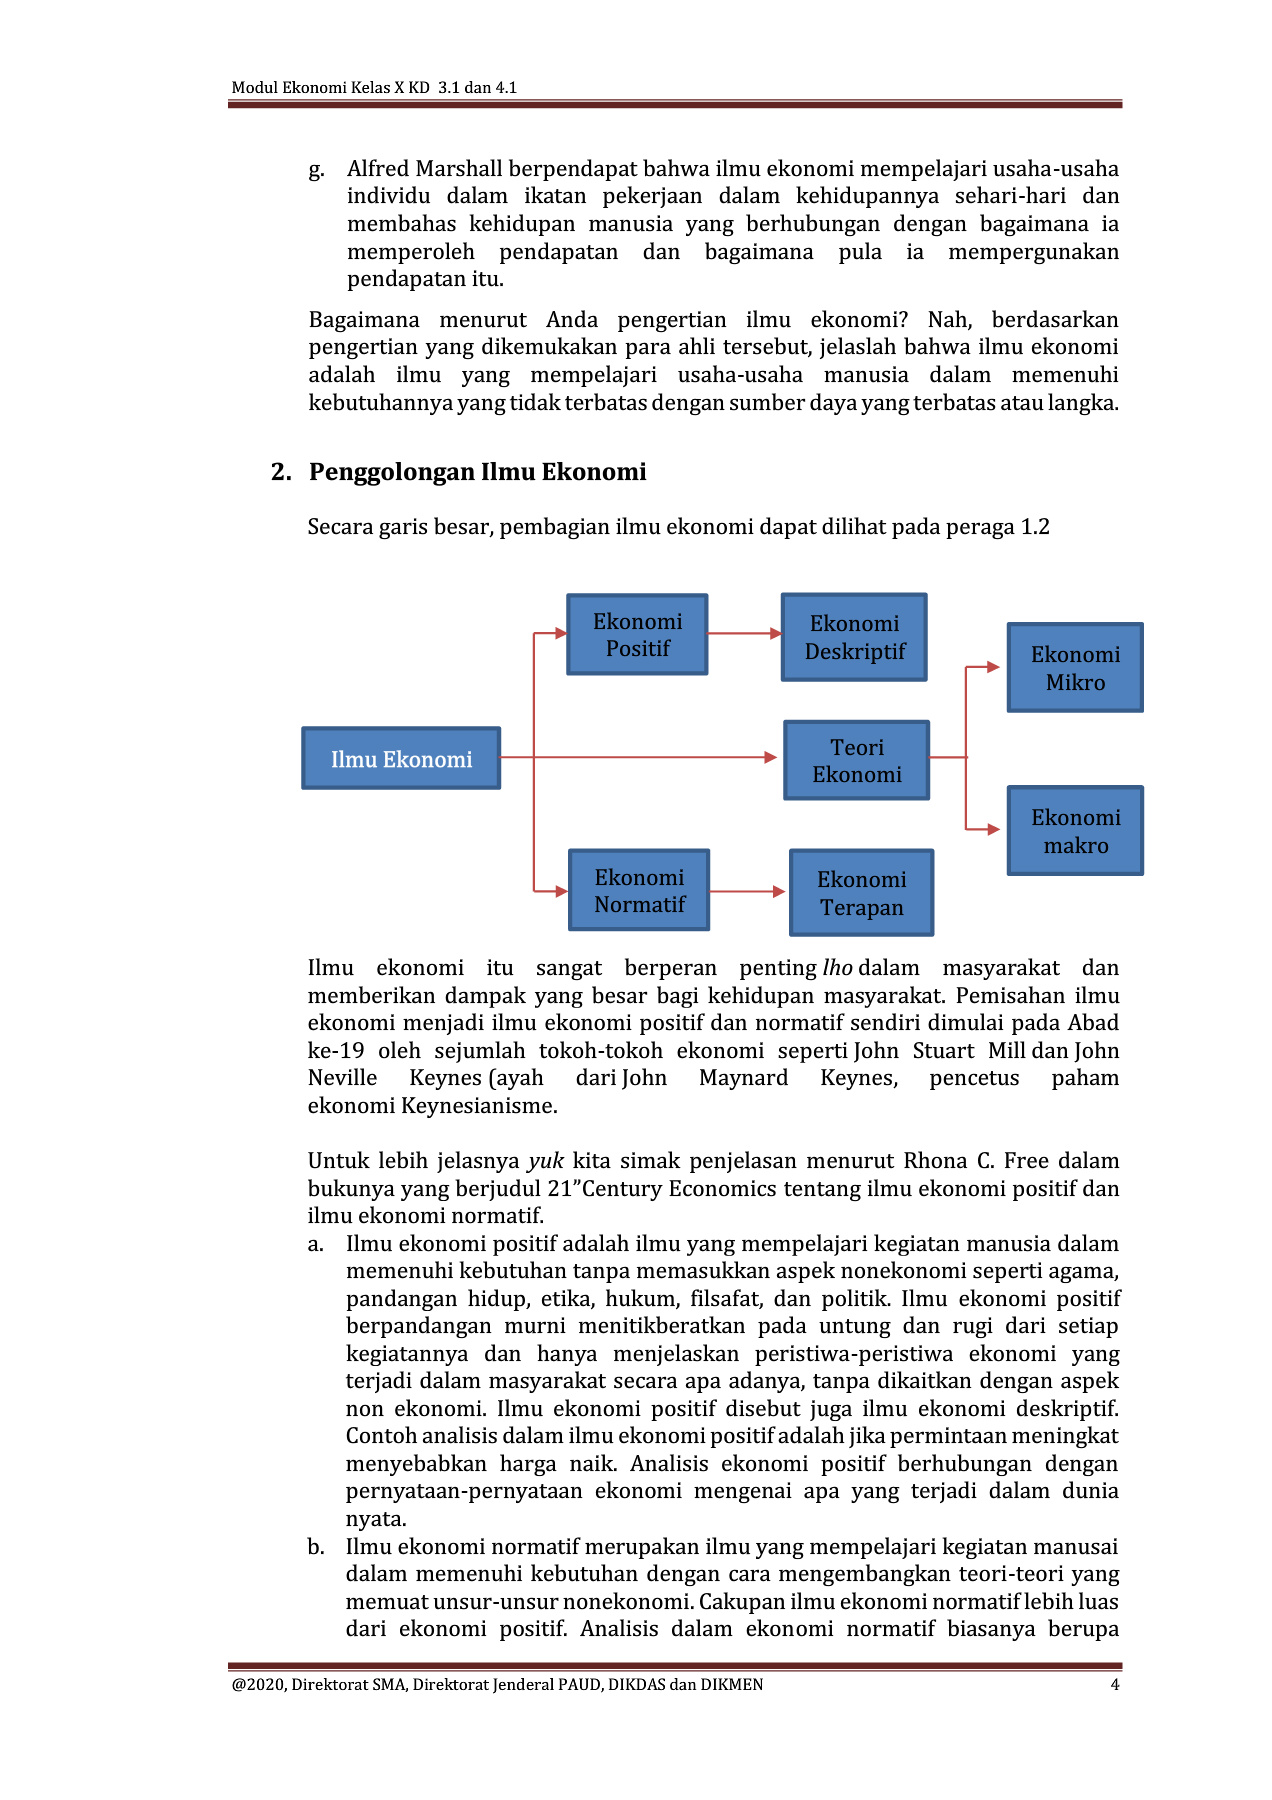 Modul Ekonomi Kelas X KD 3.1 dan 4.1
g. Alfred Marshall berpendapat bahwa ilmu ekonomi mempelajari usaha-usaha
individu dalam ikatan pekerjaan dalam kehidupannya sehari-hari dan
membahas kehidupan manusia yang berhubungan dengan bagaimana ia
memperoleh pendapatan dan bagaimana pula ia mempergunakan
pendapatan itu.
Bagaimana menurut Anda pengertian ilmu ekonomi? Nah, berdasarkan
pengertian yang dikemukakan para ahli tersebut, jelaslah bahwa ilmu ekonomi
adalah ilmu yang mempelajari usaha-usaha manusia dalam memenuhi
kebutuhannya yang tidak terbatas dengan sumber daya yang terbatas atau langka.
2. Penggolongan Ilmu Ekonomi
Secara garis besar, pembagian ilmu ekonomi dapat dilihat pada peraga 1.2
Ekonomi
Positif
Ekonomi
Deskriptif
Ekonomi
Mikro
Ilmu Ekonomi
Teori
Ekonomi
Ekonomi
makro
Ekonomi
Normatif
Ekonomi
Terapan
Ilmu ekonomi itu sangat berperan penting lho dalam masyarakat dan
memberikan dampak yang besar bagi kehidupan masyarakat. Pemisahan ilmu
ekonomi menjadi ilmu ekonomi positif dan normatif sendiri dimulai pada Abad
ke-19 oleh sejumlah tokoh-tokoh ekonomi seperti John Stuart Mill dan John
Neville Keynes (ayah dari John Maynard Keynes, pencetus paham
ekonomi Keynesianisme.
Untuk lebih jelasnya yuk kita simak penjelasan menurut Rhona C. Free dalam
bukunya yang berjudul 21”Century Economics tentang ilmu ekonomi positif dan
ilmu ekonomi normatif.
a. Ilmu ekonomi positif adalah ilmu yang mempelajari kegiatan manusia dalam
memenuhi kebutuhan tanpa memasukkan aspek nonekonomi seperti agama,
pandangan hidup, etika, hukum, filsafat, dan politik. Ilmu ekonomi positif
berpandangan murni menitikberatkan pada untung dan rugi dari setiap
kegiatannya dan hanya menjelaskan peristiwa-peristiwa ekonomi yang
terjadi dalam masyarakat secara apa adanya, tanpa dikaitkan dengan aspek
non ekonomi. Ilmu ekonomi positif disebut juga ilmu ekonomi deskriptif.
Contoh analisis dalam ilmu ekonomi positif adalah jika permintaan meningkat
menyebabkan harga naik. Analisis ekonomi positif berhubungan dengan
pernyataan-pernyataan ekonomi mengenai apa yang terjadi dalam dunia
nyata.
b. Ilmu ekonomi normatif merupakan ilmu yang mempelajari kegiatan manusai
dalam memenuhi kebutuhan dengan cara mengembangkan teori-teori yang
memuat unsur-unsur nonekonomi. Cakupan ilmu ekonomi normatif lebih luas
dari ekonomi positif. Analisis dalam ekonomi normatif biasanya berupa
@2020, Direktorat SMA, Direktorat Jenderal PAUD, DIKDAS dan DIKMEN 4